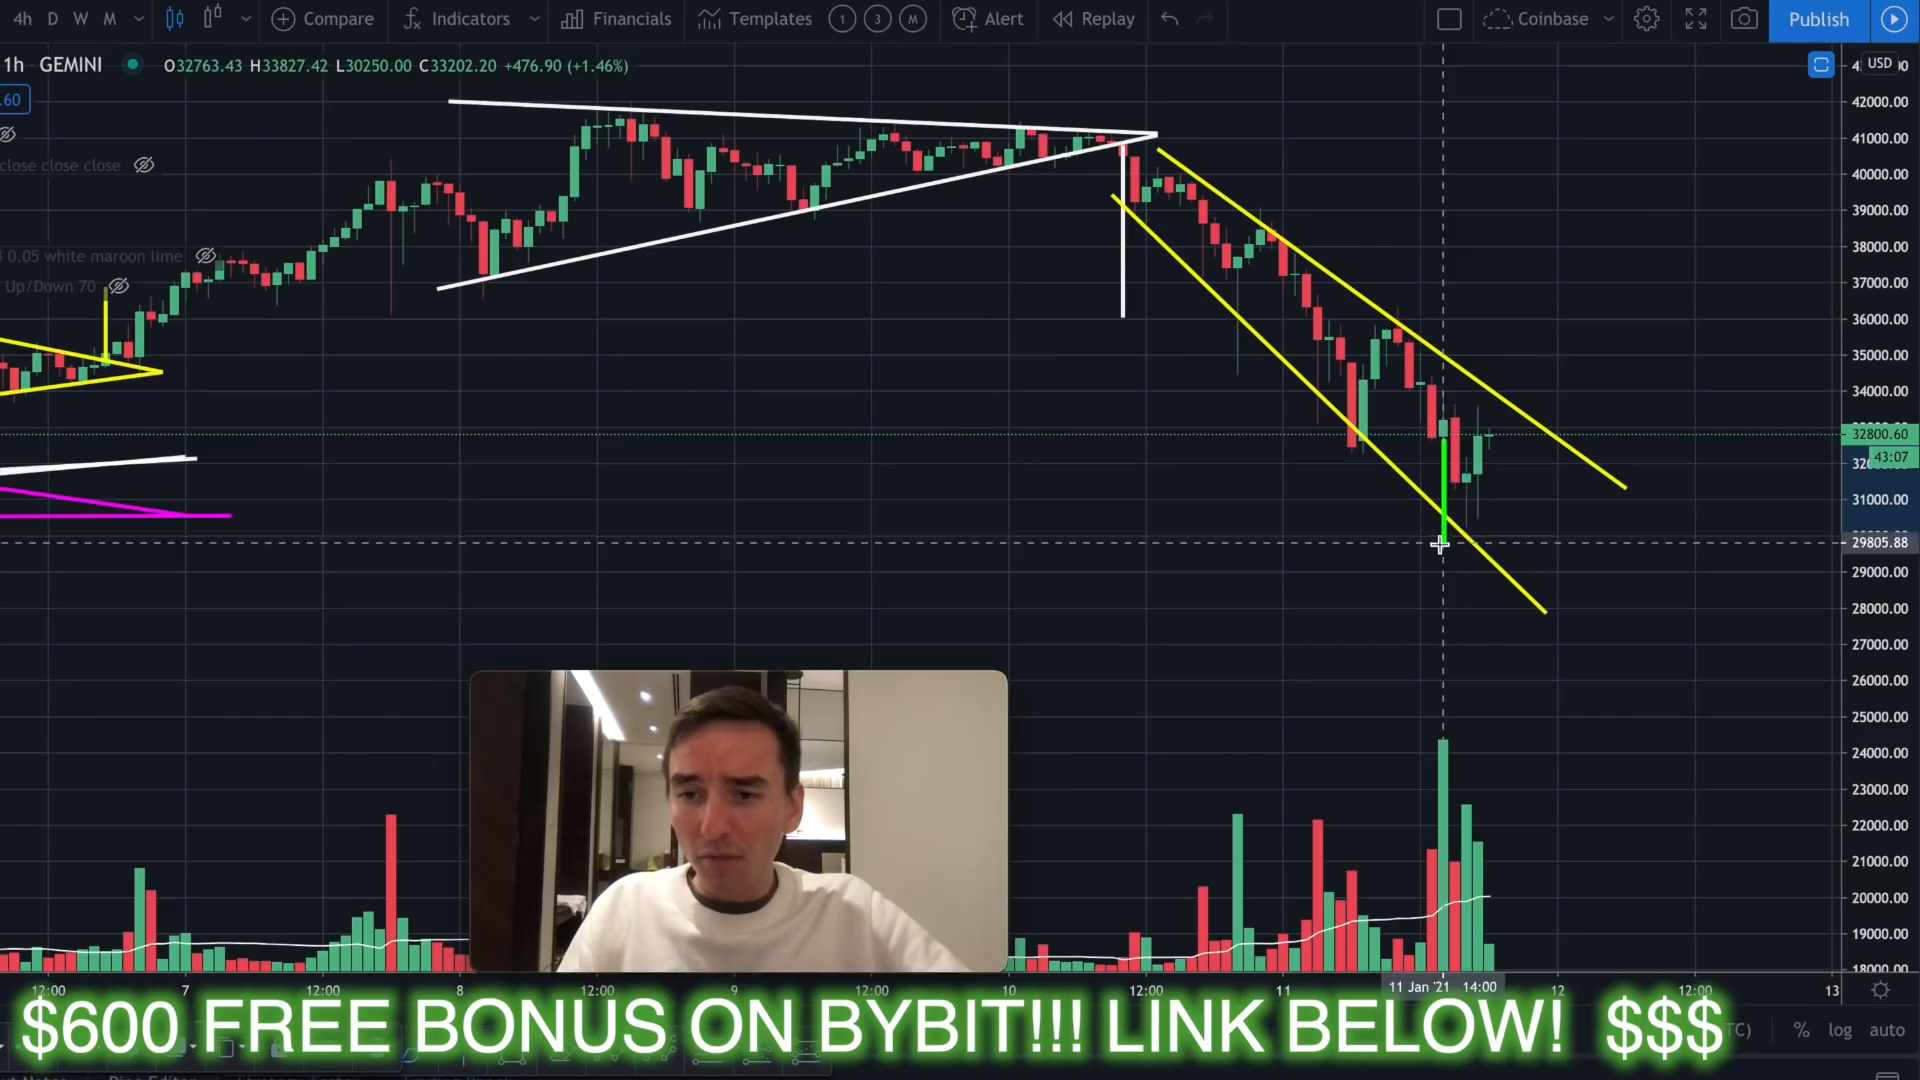 4h D W M Compare Indicators Financials Templates 1 3 M Alert Replay Coinbase Publish
1h GEMINI O32763.43 H33827.42 L30250.00 C33202.20 +476.90 (+1.46%)
USD
.60
close close close
0.05 white maroon lime
Up/Down 70
42000.00
41000.00
40000.00
39000.00
38000.00
37000.00
36000.00
35000.00
34000.00
32800.60
43:07
31000.00
29805.88
29000.00
28000.00
27000.00
26000.00
25000.00
24000.00
23000.00
22000.00
21000.00
20000.00
19000.00
18000.00
12:00 7 12:00 8 12:00 9 12:00 10 12:00 11 11 Jan '21 14:00 12 12:00 13
$600 FREE BONUS ON BYBIT!!! LINK BELOW! $$$
% log auto